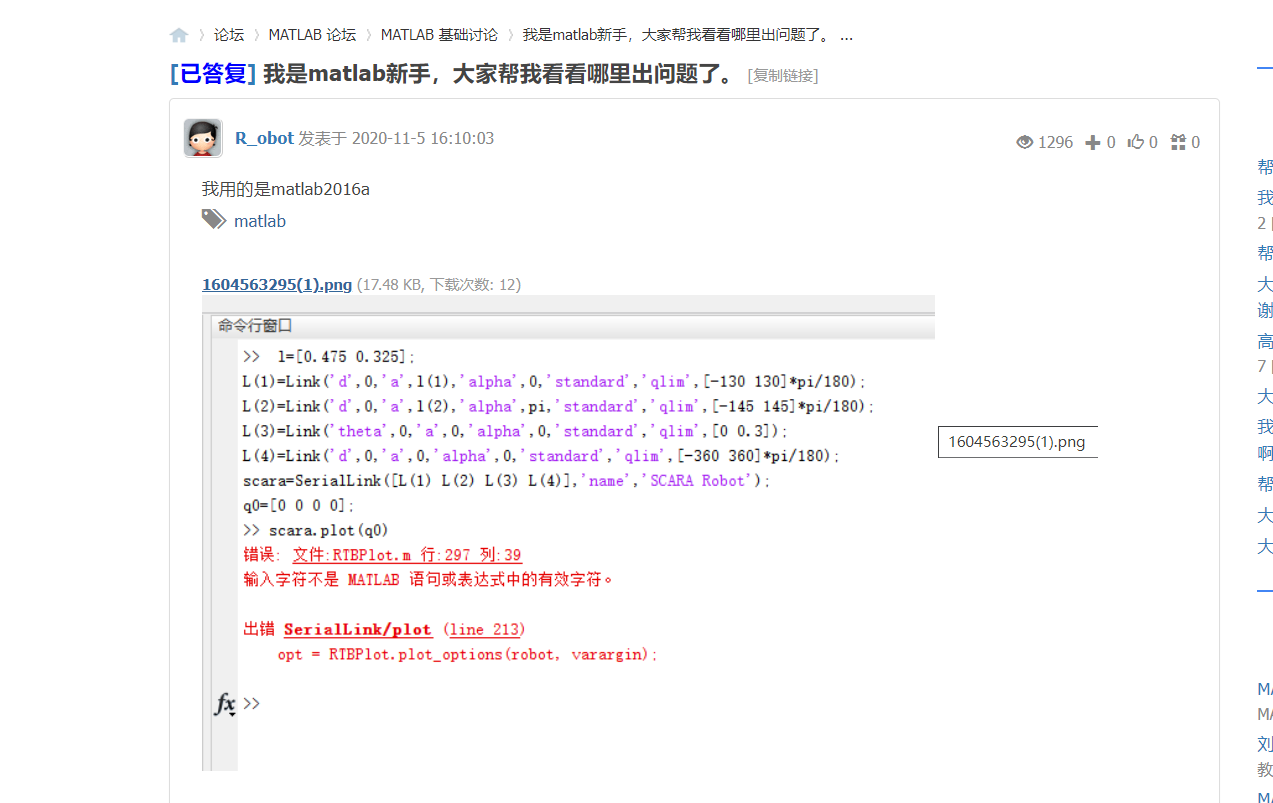 论坛 MATLAB 论坛 MATLAB 基础讨论 我是matlab新手，大家帮我看看哪里出问题了。 ...
[已答复] 我是matlab新手，大家帮我看看哪里出问题了。 [复制链接]
R_obot 发表于 2020-11-5 16:10:03
1296 0 0 0
我用的是matlab2016a
matlab
1604563295(1).png (17.48 KB, 下载次数: 12)
命令行窗口
>> l=[0.475 0.325];
L(1)=Link('d',0,'a',l(1),'alpha',0,'standard','qlim',[-130 130]*pi/180);
L(2)=Link('d',0,'a',l(2),'alpha',pi,'standard','qlim',[-145 145]*pi/180);
L(3)=Link('theta',0,'a',0,'alpha',0,'standard','qlim',[0 0.3]);
L(4)=Link('d',0,'a',0,'alpha',0,'standard','qlim',[-360 360]*pi/180);
scara=SerialLink([L(1) L(2) L(3) L(4)],'name','SCARA Robot');
q0=[0 0 0 0];
>> scara.plot(q0)
错误: 文件:RTBPlot.m 行:297 列:39
输入字符不是 MATLAB 语句或表达式中的有效字符。
出错 SerialLink/plot (line 213)
opt = RTBPlot.plot_options(robot, varargin);
fx >>
1604563295(1).png
帮
我
2
帮
大
谢
高
7
大
我
啊
帮
大
大
MA
MA
刘
教
MA